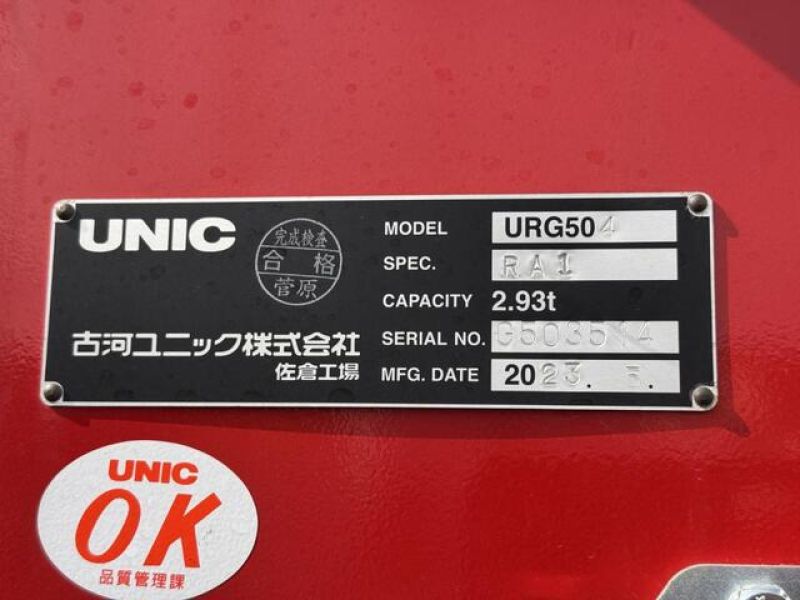 UNIC
完成検査
合格
菅原
古河ユニック株式会社
佐倉工場
MODEL URG504
SPEC. RA1
CAPACITY 2.93t
SERIAL NO. G503514
MFG. DATE 2023.
UNIC
OK
品質管理課